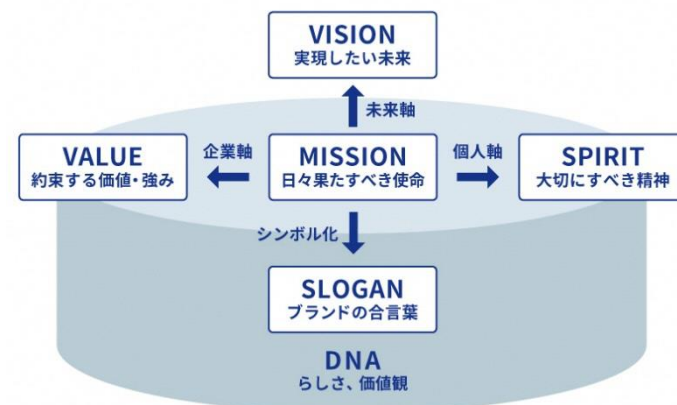 VISION
実現したい未来
未来軸
VALUE
約束する価値・強み
企業軸
MISSION
日々果たすべき使命
個人軸
SPIRIT
大切にすべき精神
シンボル化
SLOGAN
ブランドの合言葉
DNA
らしさ、価値観